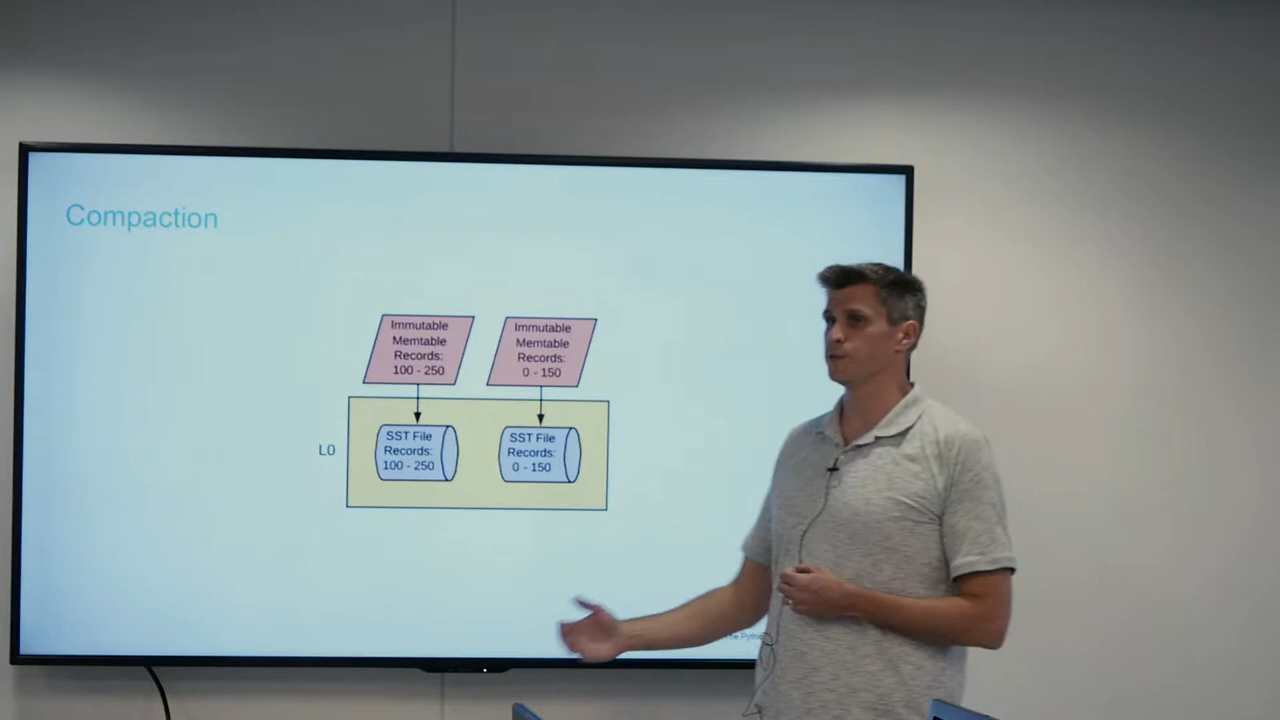 Compaction
Immutable
Memtable
Records:
100 - 250
Immutable
Memtable
Records:
0 - 150
L0
SST File
Records:
100 - 250
SST File
Records:
0 - 150